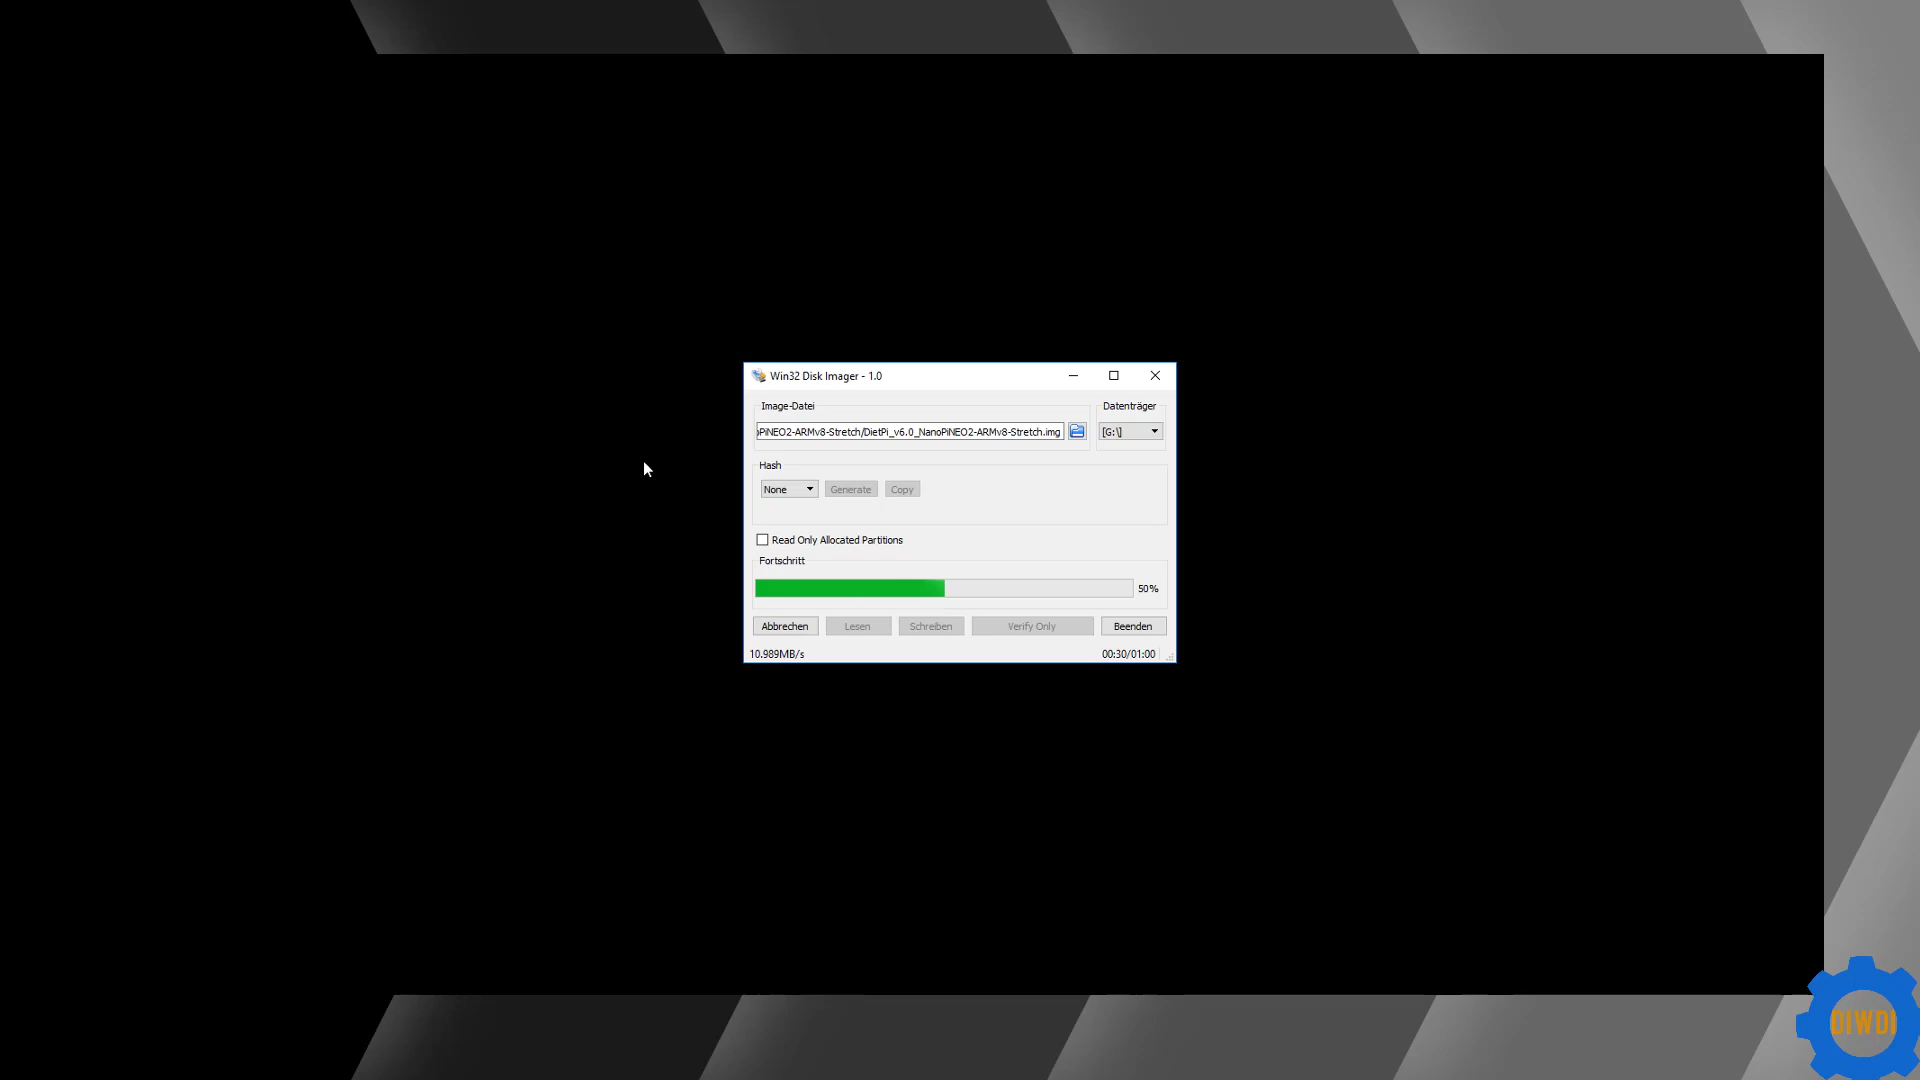 Win32 Disk Imager - 1.0
Image-Datei
Datenträger
PiNEO2-ARMv8-Stretch/DietPi_v6.0_NanoPiNEO2-ARMv8-Stretch.img
[G:\]
Hash
None
Generate
Copy
Read Only Allocated Partitions
Fortschritt
50%
Abbrechen
Lesen
Schreiben
Verify Only
Beenden
10.989MB/s
00:30/01:00
DIWDI